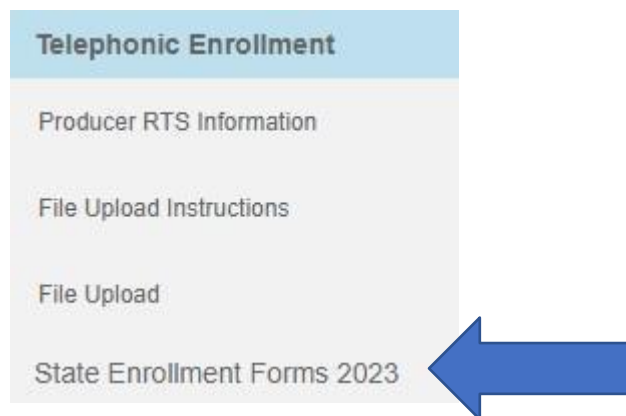 Telephonic Enrollment
Producer RTS Information
File Upload Instructions
File Upload
State Enrollment Forms 2023